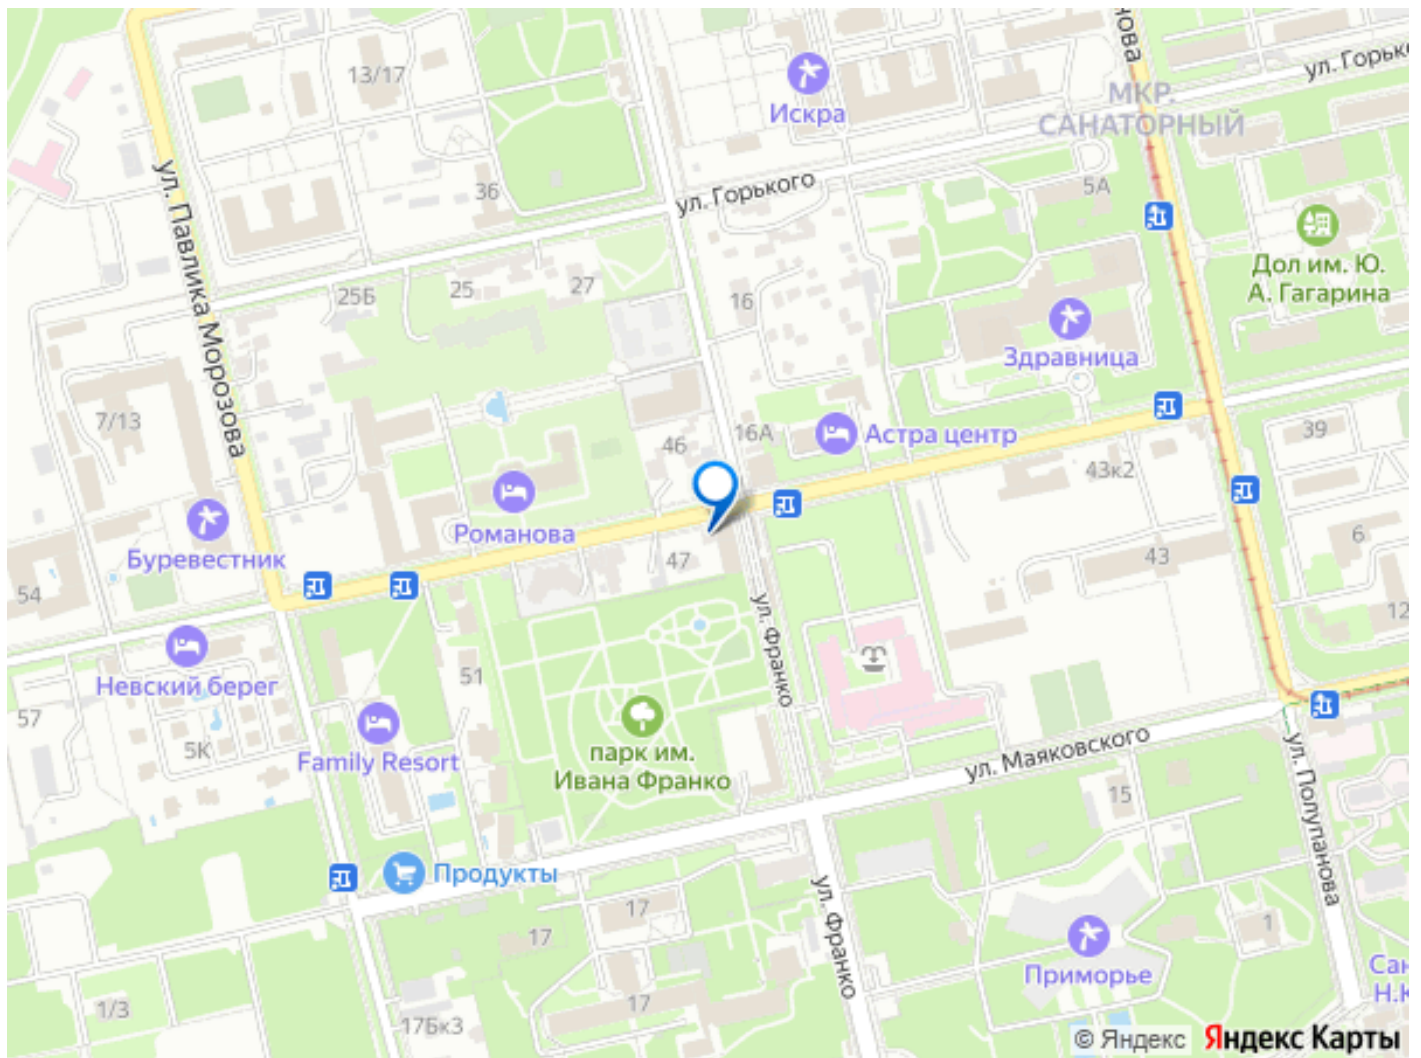 нова
ул. Горько
13/17
Искра
МКР.
САНАТОРНЫЙ
ул. Павлика Морозова
36
ул. Горького
5А
Дол им. Ю.
А. Гагарина
25Б
25
27
16
Здравница
7/13
46
16А
Астра центр
39
43к2
Романова
Буревестник
47
43
6
54
12
ул. Франко
Невский берег
51
57
5К
Family Resort
парк им.
Ивана Франко
ул. Маяковского
ул. Полупанова
15
Продукты
ул. Франко
17
17
1
Приморье
Сан
Н.К
1/3
17
17Бк3
© Яндекс Яндекс Карты